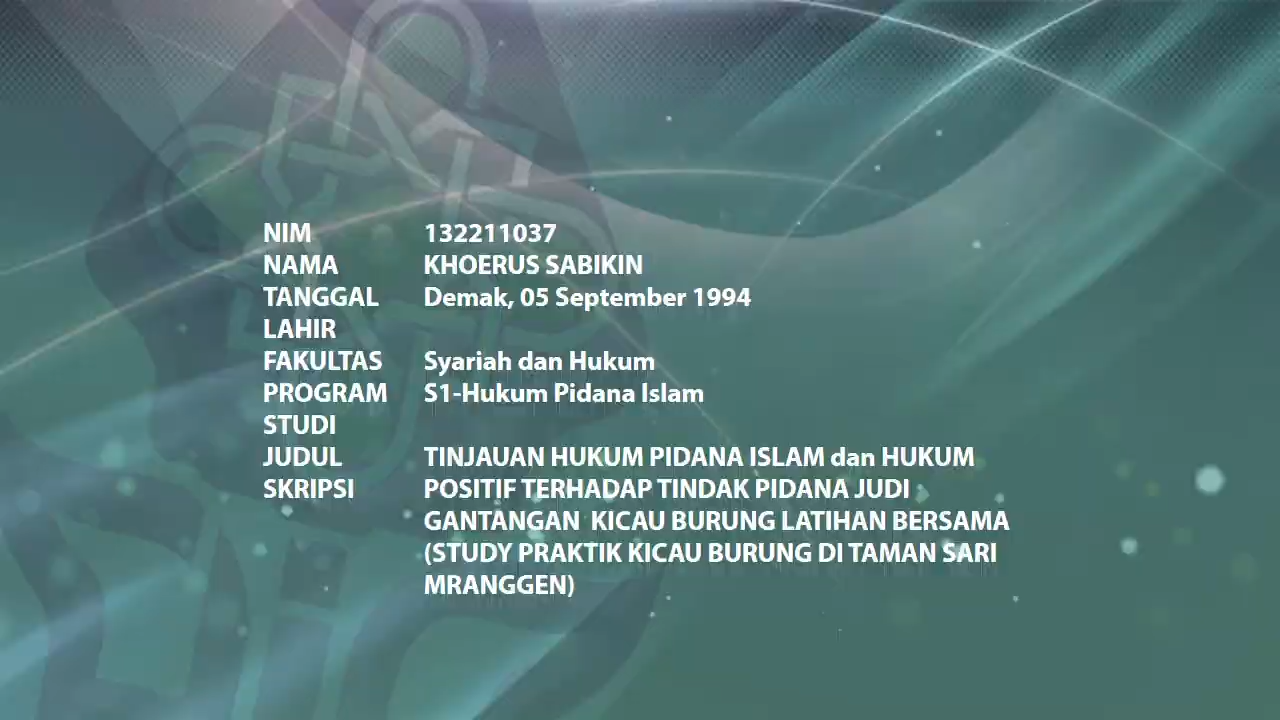 NIM 132211037
NAMA KHOERUS SABIKIN
TANGGAL Demak, 05 September 1994
LAHIR
FAKULTAS Syariah dan Hukum
PROGRAM S1-Hukum Pidana Islam
STUDI
JUDUL TINJAUAN HUKUM PIDANA ISLAM dan HUKUM
SKRIPSI POSITIF TERHADAP TINDAK PIDANA JUDI
GANTANGAN  KICAU BURUNG LATIHAN BERSAMA
(STUDY PRAKTIK KICAU BURUNG DI TAMAN SARI
MRANGGEN)